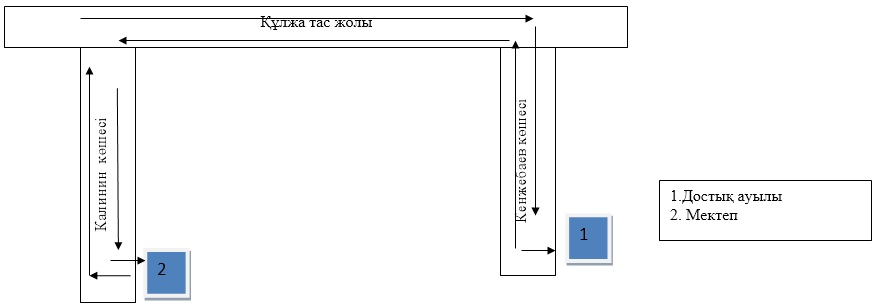 Құлжа тас жолы
Калинин көшесі
Кенжебаев көшесі
1
2
1.Достық ауылы
2. Мектеп